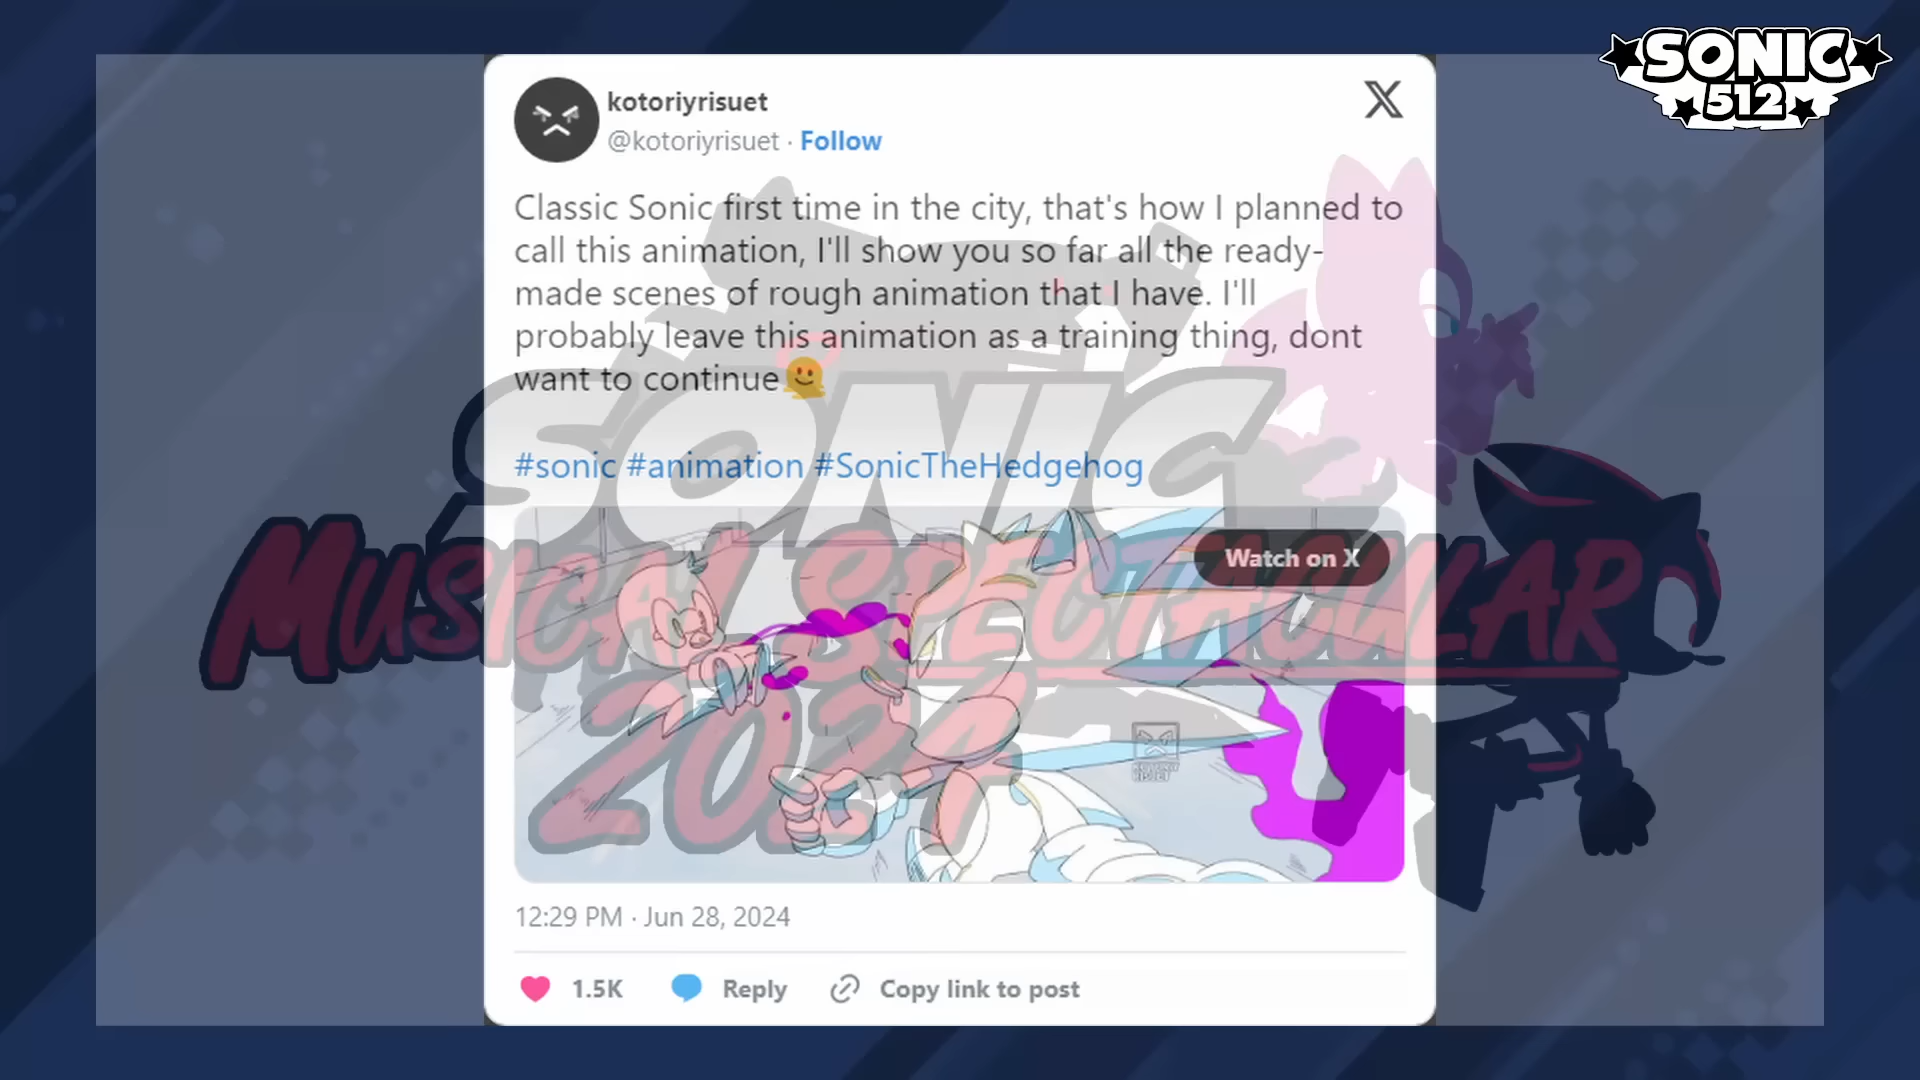 SONIC
512
kotoriyrisuet
@kotoriyrisuet · Follow
Classic Sonic first time in the city, that's how I planned to
call this animation, I'll show you so far all the ready-
made scenes of rough animation that I have. I'll
probably leave this animation as a training thing, dont
want to continue🫠
#sonic #animation #SonicTheHedgehog
SONIC
MUSICAL SPECTACULAR
2024
Watch on X
12:29 PM · Jun 28, 2024
1.5K
Reply
Copy link to post